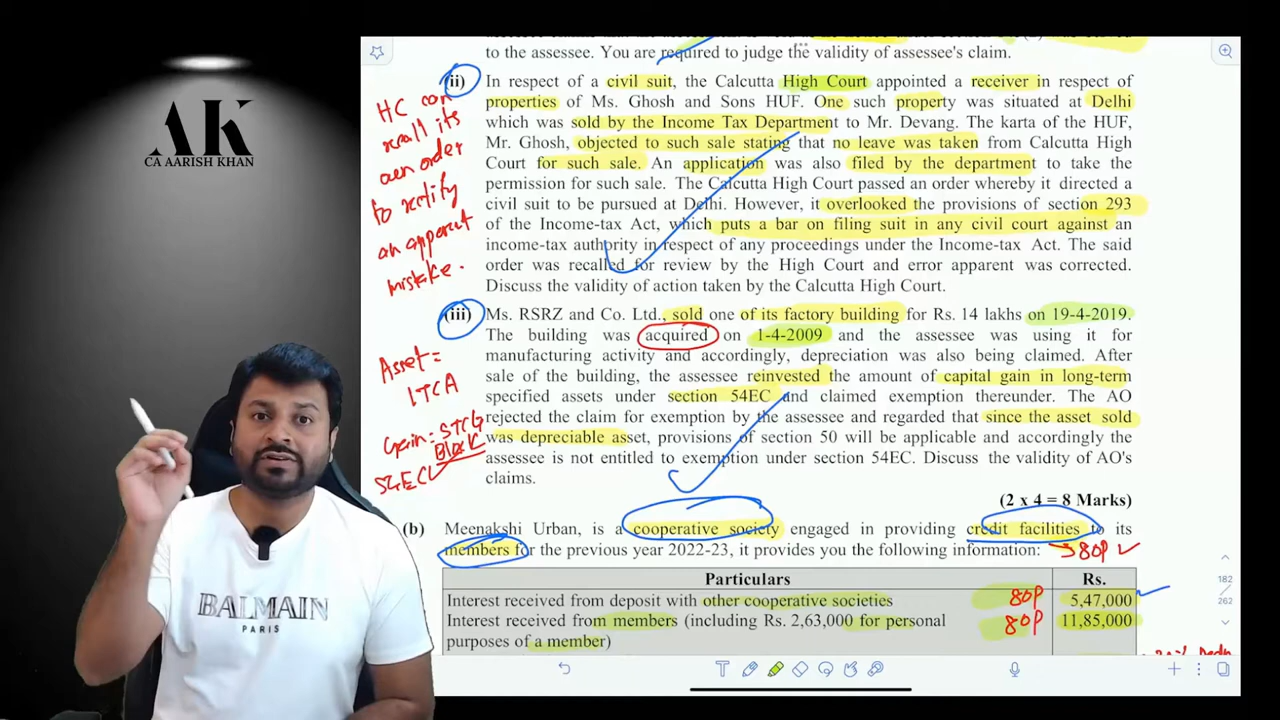 to the assessee. You are required to judge the validity of assessee's claim.
(ii) In respect of a civil suit, the Calcutta High Court appointed a receiver in respect of
properties of Ms. Ghosh and Sons HUF. One such property was situated at Delhi
which was sold by the Income Tax Department to Mr. Devang. The karta of the HUF,
Mr. Ghosh, objected to such sale stating that no leave was taken from Calcutta High
Court for such sale. An application was also filed by the department to take the
permission for such sale. The Calcutta High Court passed an order whereby it directed a
civil suit to be pursued at Delhi. However, it overlooked the provisions of section 293
of the Income-tax Act, which puts a bar on filing suit in any civil court against an
income-tax authority in respect of any proceedings under the Income-tax Act. The said
order was recalled for review by the High Court and error apparent was corrected.
Discuss the validity of action taken by the Calcutta High Court.
HC can
recall its
own order
to rectify
an apparent
mistake.
(iii) Ms. RSRZ and Co. Ltd., sold one of its factory building for Rs. 14 lakhs on 19-4-2019.
The building was acquired on 1-4-2009 and the assessee was using it for
manufacturing activity and accordingly, depreciation was also being claimed. After
sale of the building, the assessee reinvested the amount of capital gain in long-term
specified assets under section 54EC and claimed exemption thereunder. The AO
rejected the claim for exemption by the assessee and regarded that since the asset sold
was depreciable asset, provisions of section 50 will be applicable and accordingly the
assessee is not entitled to exemption under section 54EC. Discuss the validity of AO's
claims.
Asset =
LTCA
Gain = STCG
Block
54EC
(2 x 4 = 8 Marks)
(b) Meenakshi Urban, is a cooperative society engaged in providing credit facilities to its
members for the previous year 2022-23, it provides you the following information:
→ 80P ✓
Particulars Rs.
Interest received from deposit with other cooperative societies 80P 5,47,000
Interest received from members (including Rs. 2,63,000 for personal 80P 11,85,000
purposes of a member)
AK
CA AARISH KHAN
BALMAIN
PARIS
182
262